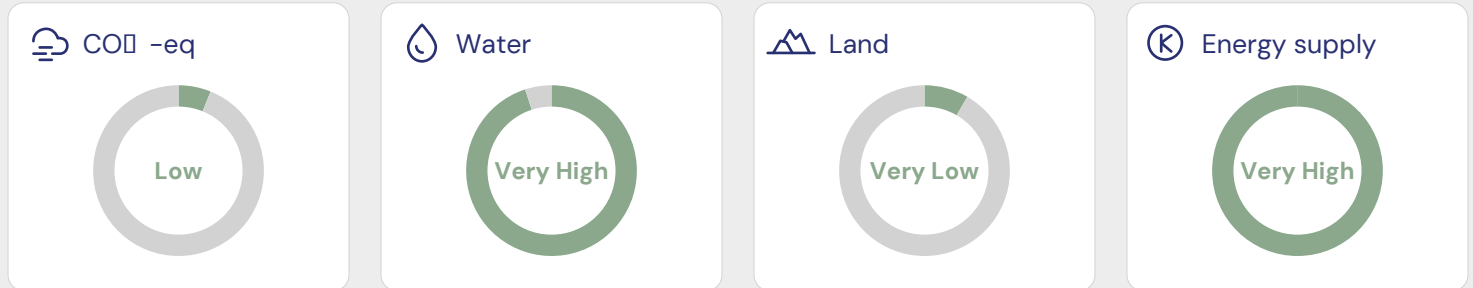 CO▯ -eq
Low
Water
Very High
Land
Very Low
Energy supply
Very High